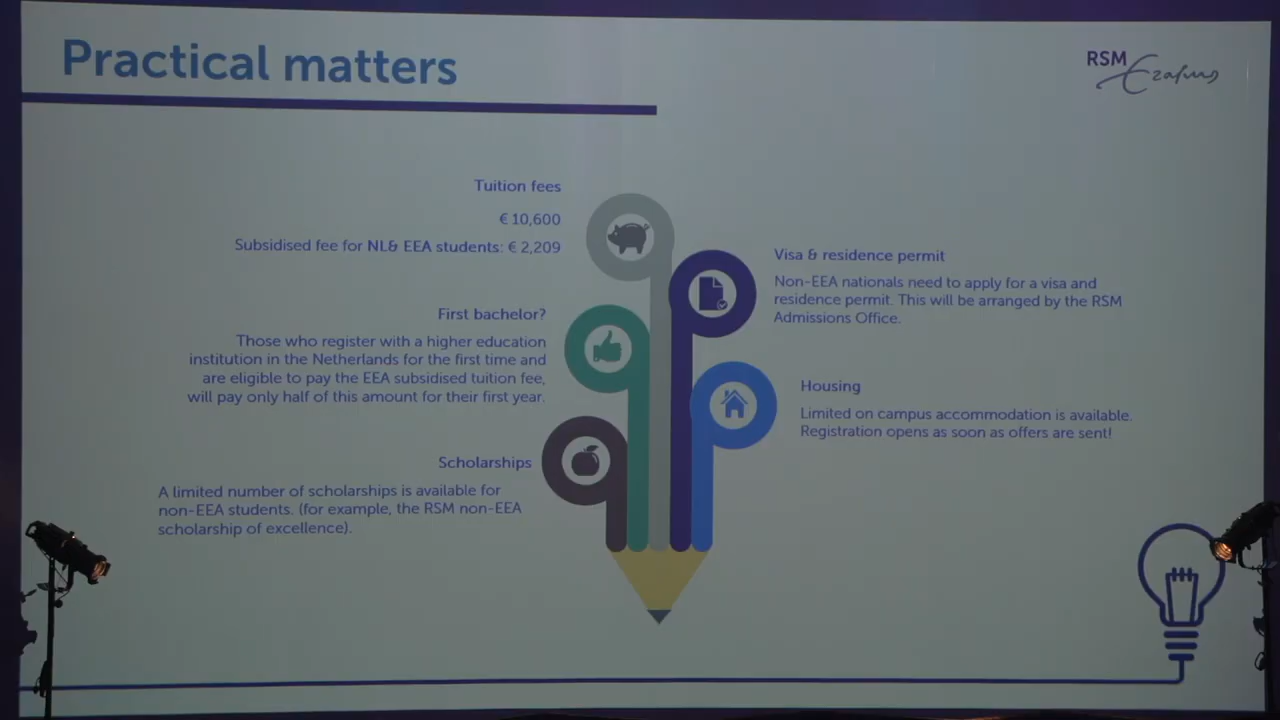 Practical matters
RSM
Erasmus
Tuition fees
€ 10,600
Subsidised fee for NL& EEA students: € 2,209
First bachelor?
Those who register with a higher education
institution in the Netherlands for the first time and
are eligible to pay the EEA subsidised tuition fee,
will pay only half of this amount for their first year.
Scholarships
A limited number of scholarships is available for
non-EEA students. (for example, the RSM non-EEA
scholarship of excellence).
Visa & residence permit
Non-EEA nationals need to apply for a visa and
residence permit. This will be arranged by the RSM
Admissions Office.
Housing
Limited on campus accommodation is available.
Registration opens as soon as offers are sent!